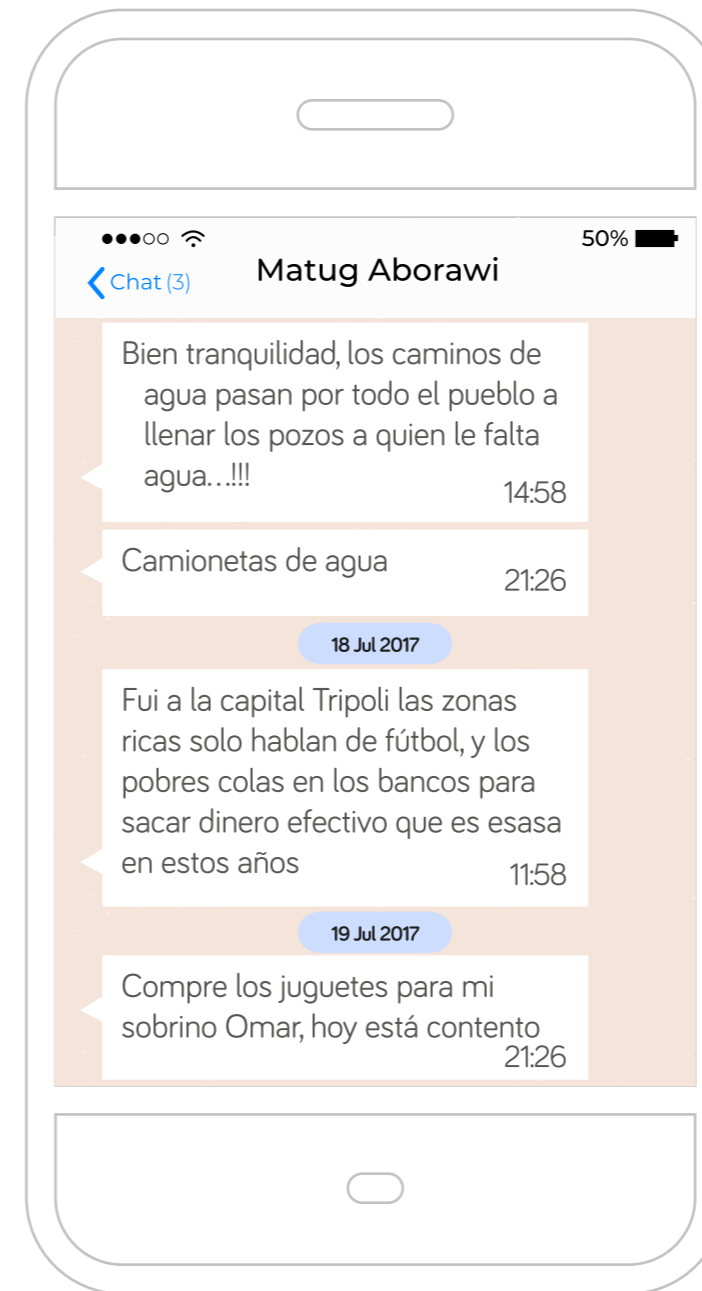 50%
Chat (3)
Matug Aborawi
Bien tranquilidad, los caminos de
agua pasan por todo el pueblo a
llenar los pozos a quien le falta
agua...!!!
14:58
Camionetas de agua
21:26
18 Jul 2017
Fui a la capital Tripoli las zonas
ricas solo hablan de fútbol, y los
pobres colas en los bancos para
sacar dinero efectivo que es esasa
en estos años
11:58
19 Jul 2017
Compre los juguetes para mi
sobrino Omar, hoy está contento
21:26